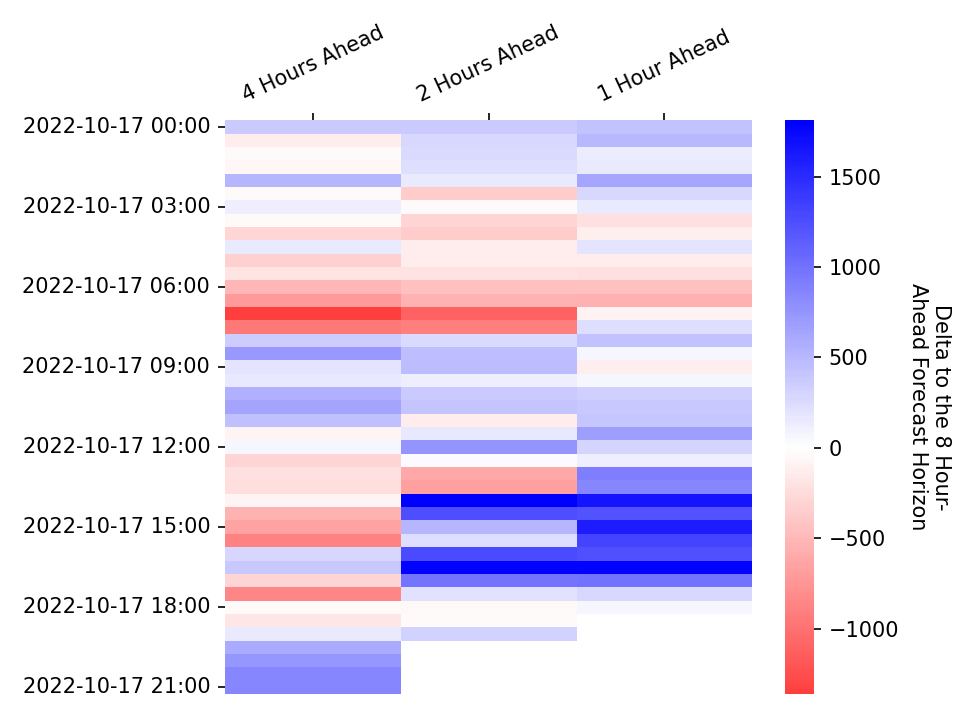 4 Hours Ahead
2 Hours Ahead
1 Hour Ahead
2022-10-17 00:00
2022-10-17 03:00
2022-10-17 06:00
2022-10-17 09:00
2022-10-17 12:00
2022-10-17 15:00
2022-10-17 18:00
2022-10-17 21:00
1500
1000
500
0
−500
−1000
Delta to the 8 Hour-
Ahead Forecast Horizon